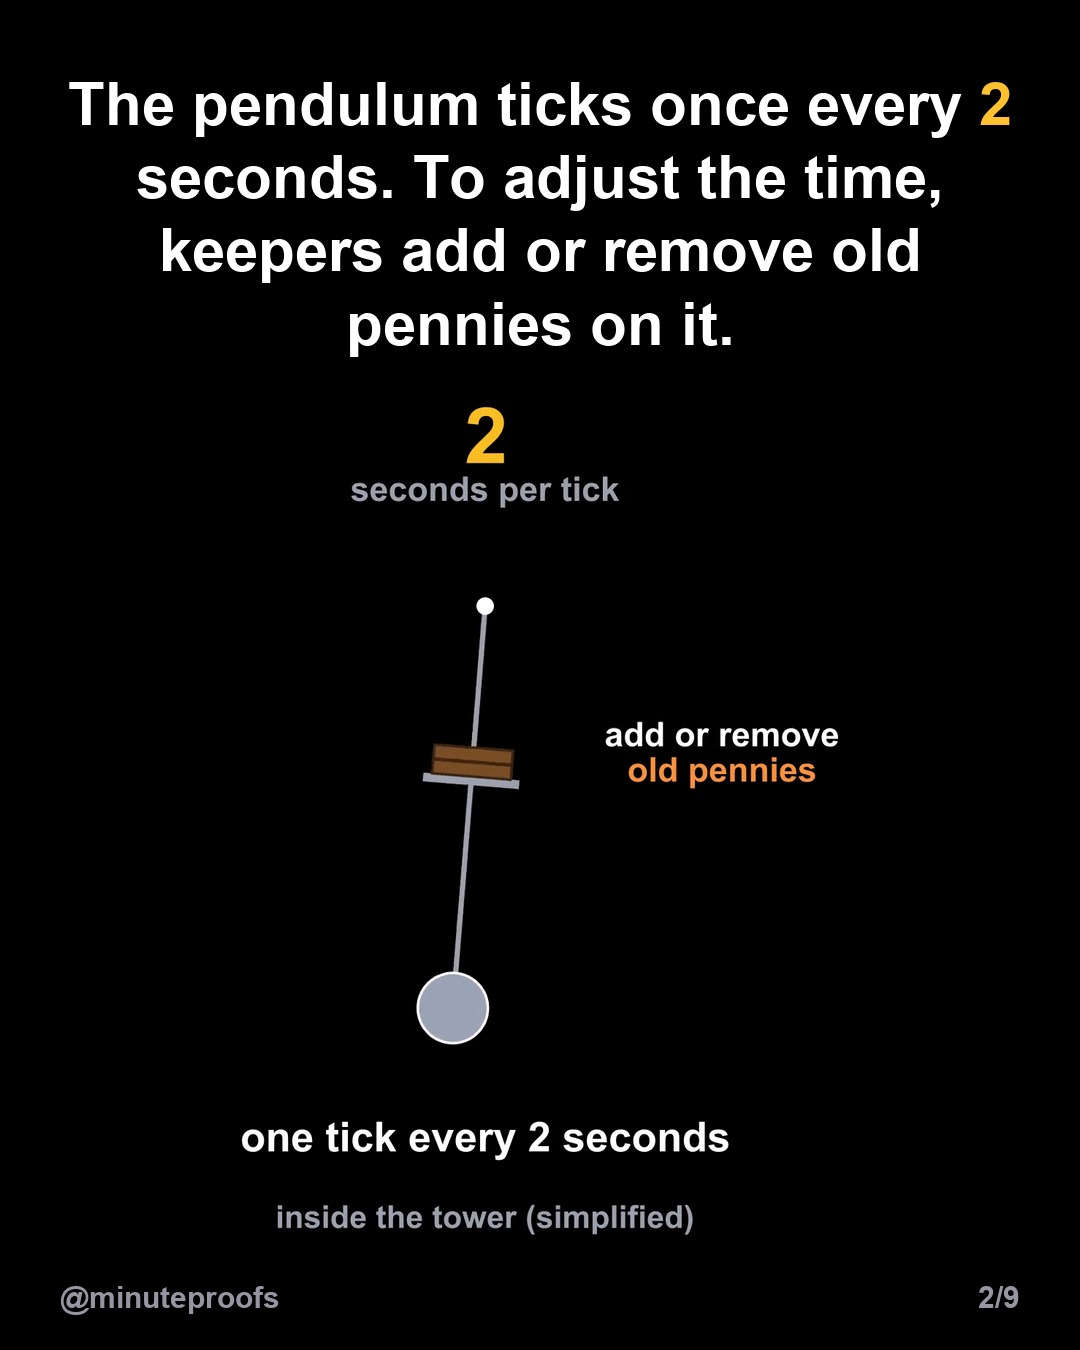 The pendulum ticks once every 2
seconds. To adjust the time,
keepers add or remove old
pennies on it.
2
seconds per tick
add or remove
old pennies
one tick every 2 seconds
inside the tower (simplified)
@minuteproofs
2/9